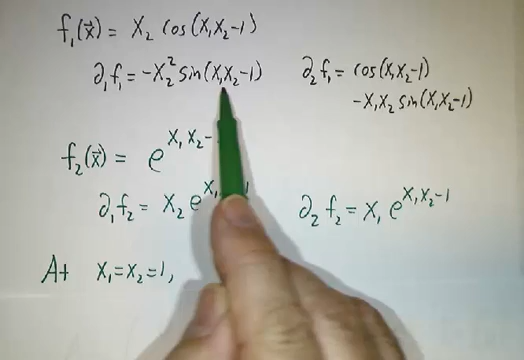 f₁(x⃗) = x₂ cos(x₁x₂-1)
∂₁f₁ = -x₂² sin(x₁x₂-1)
∂₂f₁ = cos(x₁x₂-1)
-x₁x₂ sin(x₁x₂-1)
f₂(x⃗) = e^{x₁x₂-
∂₁f₂ = x₂ e^{x₁
∂₂f₂ = x₁ e^{x₁x₂-1}
At x₁=x₂=1,